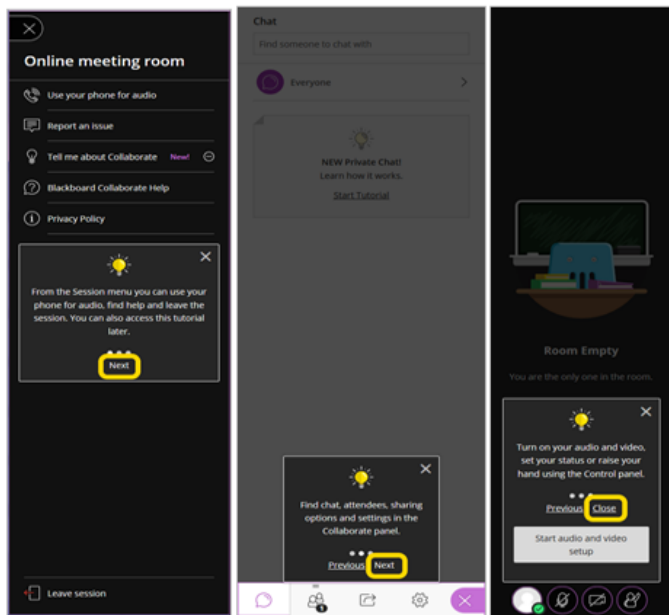 Online meeting room
Use your phone for audio
Report an issue
Tell me about Collaborate New!
Blackboard Collaborate Help
Privacy Policy
From the Session menu you can use your
phone for audio, find help and leave the
session. You can also access this tutorial
later.
Next
Leave session
Chat
Find someone to chat with
Everyone
NEW Private Chat!
Learn how it works.
Start Tutorial
Find chat, attendees, sharing
options and settings in the
Collaborate panel.
Previous Next
1
Room Empty
You are the only one in the room.
Turn on your audio and video,
set your status or raise your
hand using the Control panel.
Previous Close
Start audio and video
setup